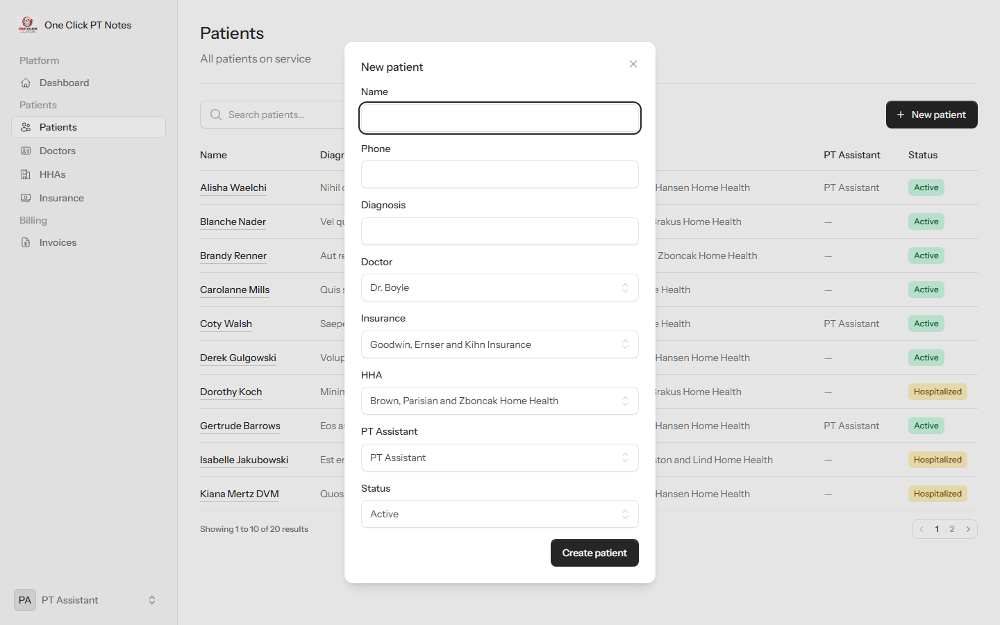 One Click PT Notes
Platform
Dashboard
Patients
Patients
Doctors
HHAs
Insurance
Billing
Invoices
PA PT Assistant
Patients
All patients on service
Search patients...
New patient
Name Diagn PT Assistant Status
Alisha Waelchi Nihil Hansen Home Health PT Assistant Active
Blanche Nader Vel qu Brakus Home Health — Active
Brandy Renner Aut re Zboncak Home Health — Active
Carolanne Mills Quis Health — Active
Coty Walsh Saepe Health PT Assistant Active
Derek Gulgowski Volup Hansen Home Health — Active
Dorothy Koch Minim Brakus Home Health — Hospitalized
Gertrude Barrows Eos Hansen Home Health PT Assistant Active
Isabelle Jakubowski Est ston and Lind Home Health — Hospitalized
Kiana Mertz DVM Quos Hansen Home Health — Hospitalized
Showing 1 to 10 of 20 results
1 2
New patient
Name
Phone
Diagnosis
Doctor
Dr. Boyle
Insurance
Goodwin, Ernser and Kihn Insurance
HHA
Brown, Parisian and Zboncak Home Health
PT Assistant
PT Assistant
Status
Active
Create patient